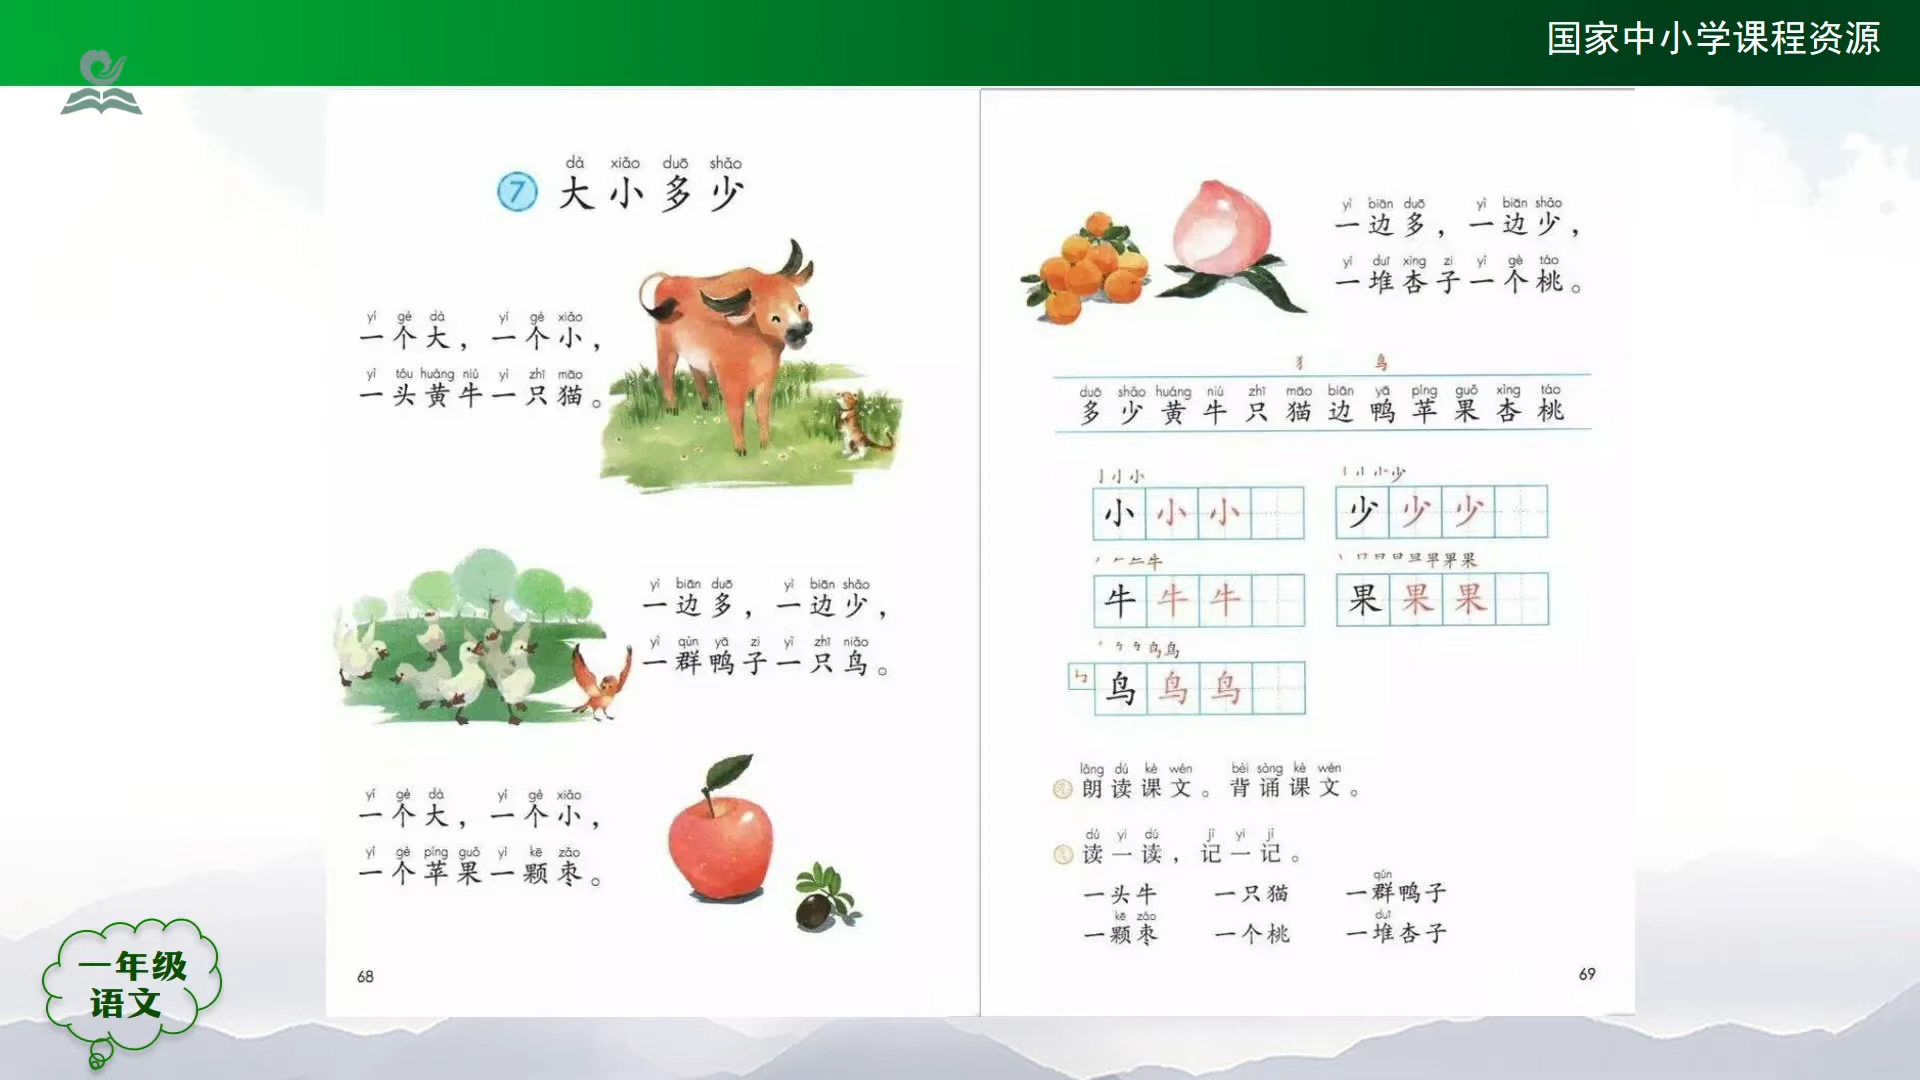 国家中小学课程资源
dà xiǎo duō shǎo
7 大小多少
yí gè dà yí gè xiǎo
一个大，一个小，
yì tóu huáng niú yì zhī māo
一头黄牛一只猫。
yì biān duō yì biān shǎo
一边多，一边少，
yì qún yā zi yì zhī niǎo
一群鸭子一只鸟。
yí gè dà yí gè xiǎo
一个大，一个小，
yí gè píng guǒ yì kē zǎo
一个苹果一颗枣。
68
yì biān duō yì biān shǎo
一边多，一边少，
yì duī xìng zi yí gè táo
一堆杏子一个桃。
犭 鸟
duō shǎo huáng niú zhī māo biān yā píng guǒ xìng táo
多少黄牛只猫边鸭苹果杏桃
小 小 小
少 少 少
牛 牛 牛
果 果 果
㇉ 鸟 鸟 鸟
lǎng dú kè wén bèi sòng kè wén
朗读课文。背诵课文。
dú yi dú jì yi jì
读一读，记一记。
qún
一头牛 一只猫 一群鸭子
kē zǎo duī
一颗枣 一个桃 一堆杏子
69
一年级
语文